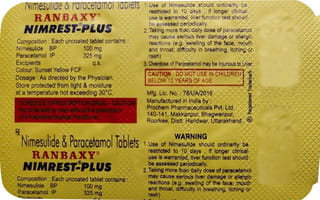 Nimesulide & Paracetamol Tablets
RANBAXY
NIMREST-PLUS
Composition : Each uncoated tablet contains :
Nimesulide BP 100 mg
Paracetamol IP 325 mg
Excipients q.s.
Colour: Sunset Yellow FCF
Dosage : As directed by the Physician.
Store protected from light & moisture
at a temperature not exceeding 30°C.
1. Use of Nimesulide should ordinarily be
restricted to 10 days. If longer clinical
use is warranted, liver function test should
be assessed periodically.
2. Taking more than daily dose of paracetamol
may cause serious liver damage or allergic
reactions (e.g. swelling of the face, mouth
and throat, difficulty in breathing, itching or
rash)
3. Overdose of Paracetamol may be injurious to Liver
CAUTION : DO NOT USE IN CHILDREN
BELOW 12 YEARS OF AGE
Mfg. Lic. No. : 76/UA/2016
Manufactured in India by :
Prochem Pharmaceuticals Pvt. Ltd.
140-141, Makkanpur, Bhagwanpur,
Roorkee, Distt. Haridwar, Uttarakhand.
® Registered Trademark
Rx
Nimesulide & Paracetamol Tablets
RANBAXY
NIMREST-PLUS
Composition : Each uncoated tablet contains :
Nimesulide BP 100 mg
Paracetamol IP 325 mg
WARNING
1. Use of Nimesulide should ordinarily be
restricted to 10 days. If longer clinical
use is warranted, liver function test should
be assessed periodically.
2. Taking more than daily dose of paracetamol
may cause serious liver damage or allergic
reactions (e.g. swelling of the face, mouth
and throat, difficulty in breathing, itching or
rash)